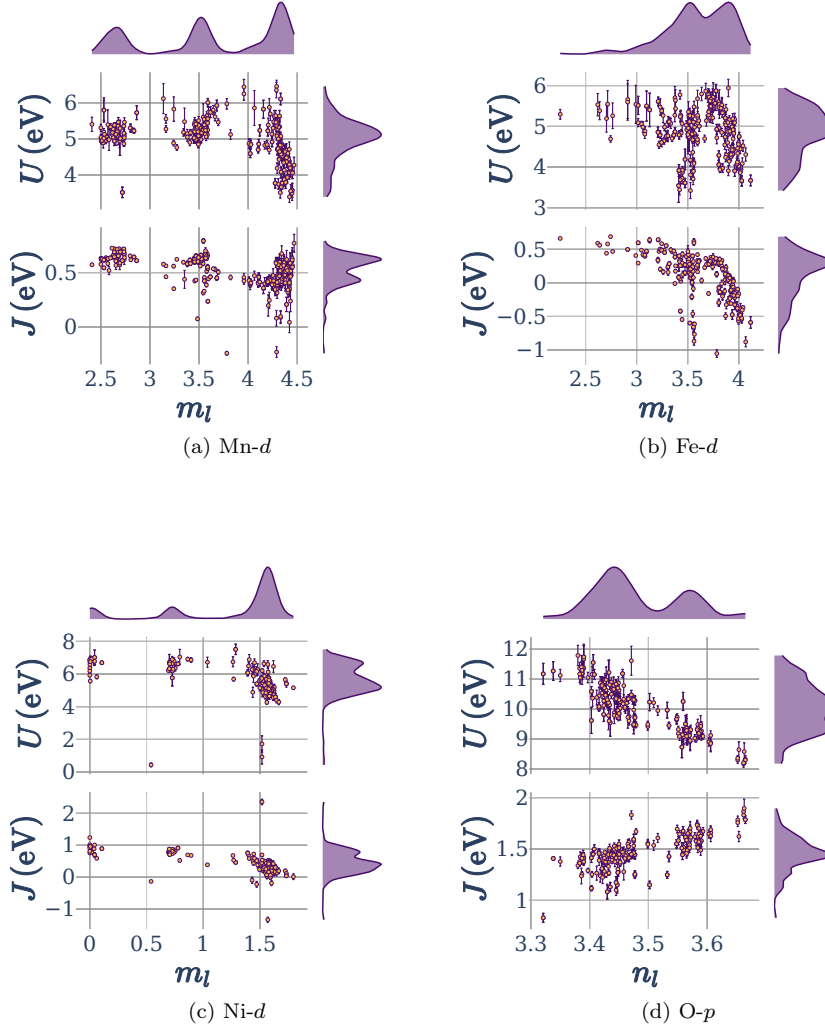 U (eV)
6
5
4
J (eV)
0.5
0
2.5 3 3.5 4 4.5
m_l
(a) Mn-d
U (eV)
6
5
4
3
J (eV)
0.5
0
−0.5
−1
2.5 3 3.5 4
m_l
(b) Fe-d
U (eV)
8
6
4
2
0
J (eV)
2
1
0
−1
0 0.5 1 1.5
m_l
(c) Ni-d
U (eV)
12
11
10
9
8
J (eV)
2
1.5
1
3.3 3.4 3.5 3.6
n_l
(d) O-p